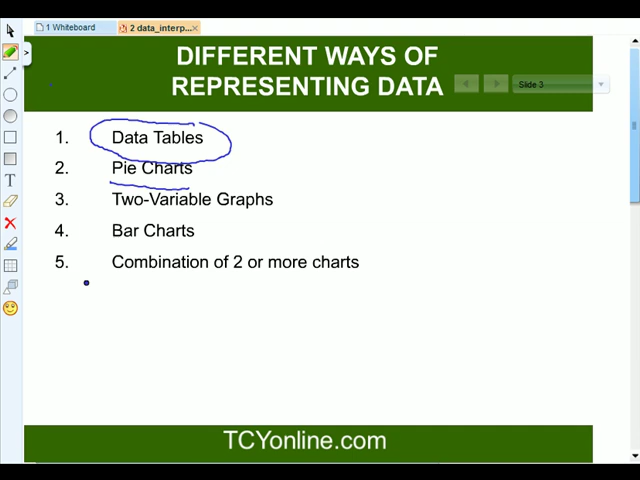 1 Whiteboard
2 data_interp...
DIFFERENT WAYS OF
REPRESENTING DATA
Slide 3
1. Data Tables
2. Pie Charts
3. Two-Variable Graphs
4. Bar Charts
5. Combination of 2 or more charts
TCYonline.com